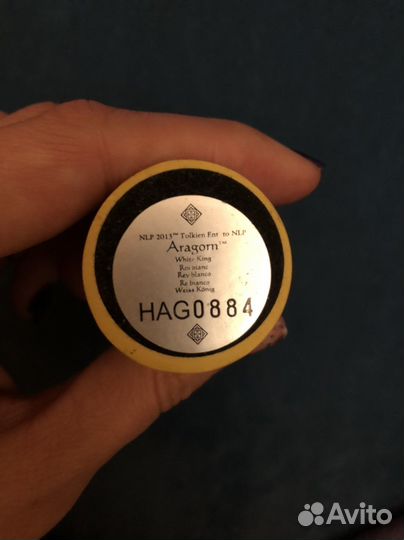 NLP 2013™ Tolkien Ent to NLP
Aragorn™
White King
Roi blanc
Rey blanco
Re bianco
Weiss König
HAG0884
Avito